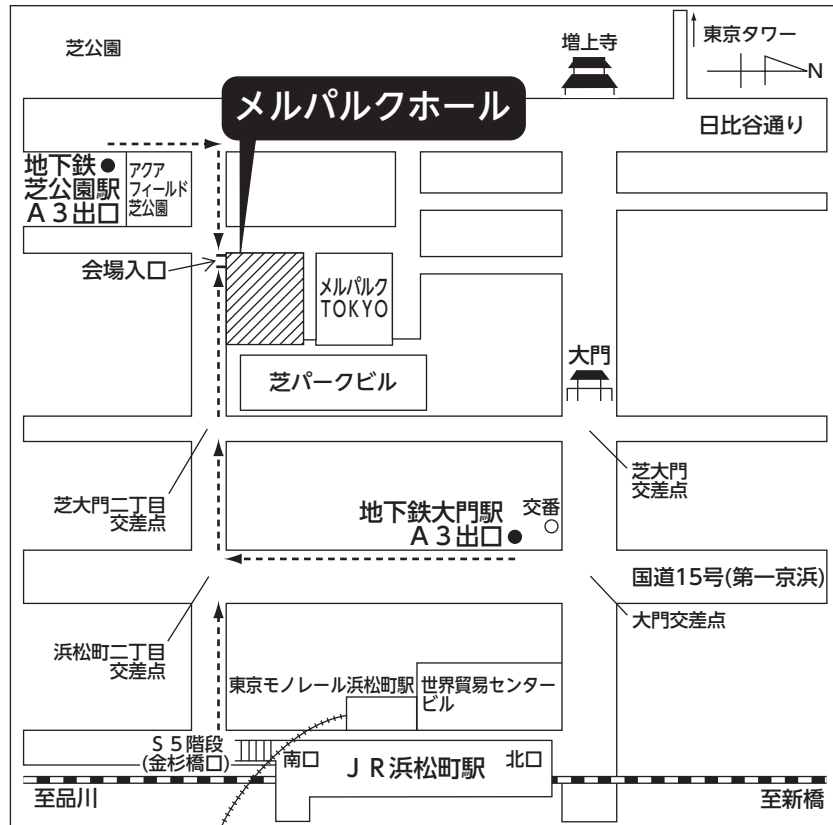 芝公園
増上寺
東京タワー
N
メルパルクホール
日比谷通り
地下鉄
芝公園駅
A3出口
アクア
フィールド
芝公園
会場入口
メルパルク
TOKYO
大門
芝パークビル
芝大門二丁目
交差点
芝大門
交差点
地下鉄大門駅
A3出口
交番
国道15号(第一京浜)
大門交差点
浜松町二丁目
交差点
東京モノレール浜松町駅
世界貿易センター
ビル
S5階段
(金杉橋口)
南口
JR浜松町駅
北口
至品川
至新橋